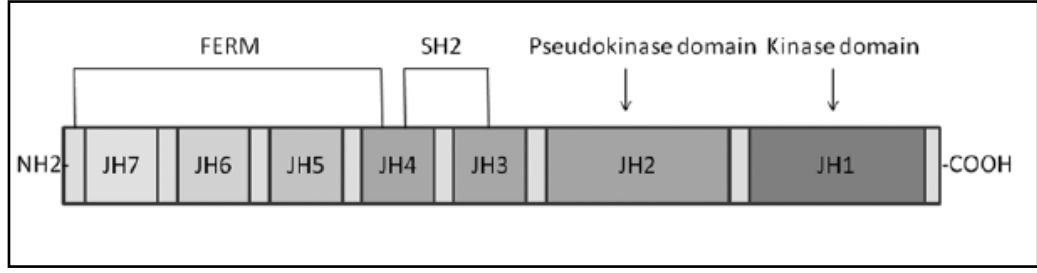 FERM SH2 Pseudokinase domain Kinase domain
NH2- JH7 JH6 JH5 JH4 JH3 JH2 JH1 -COOH